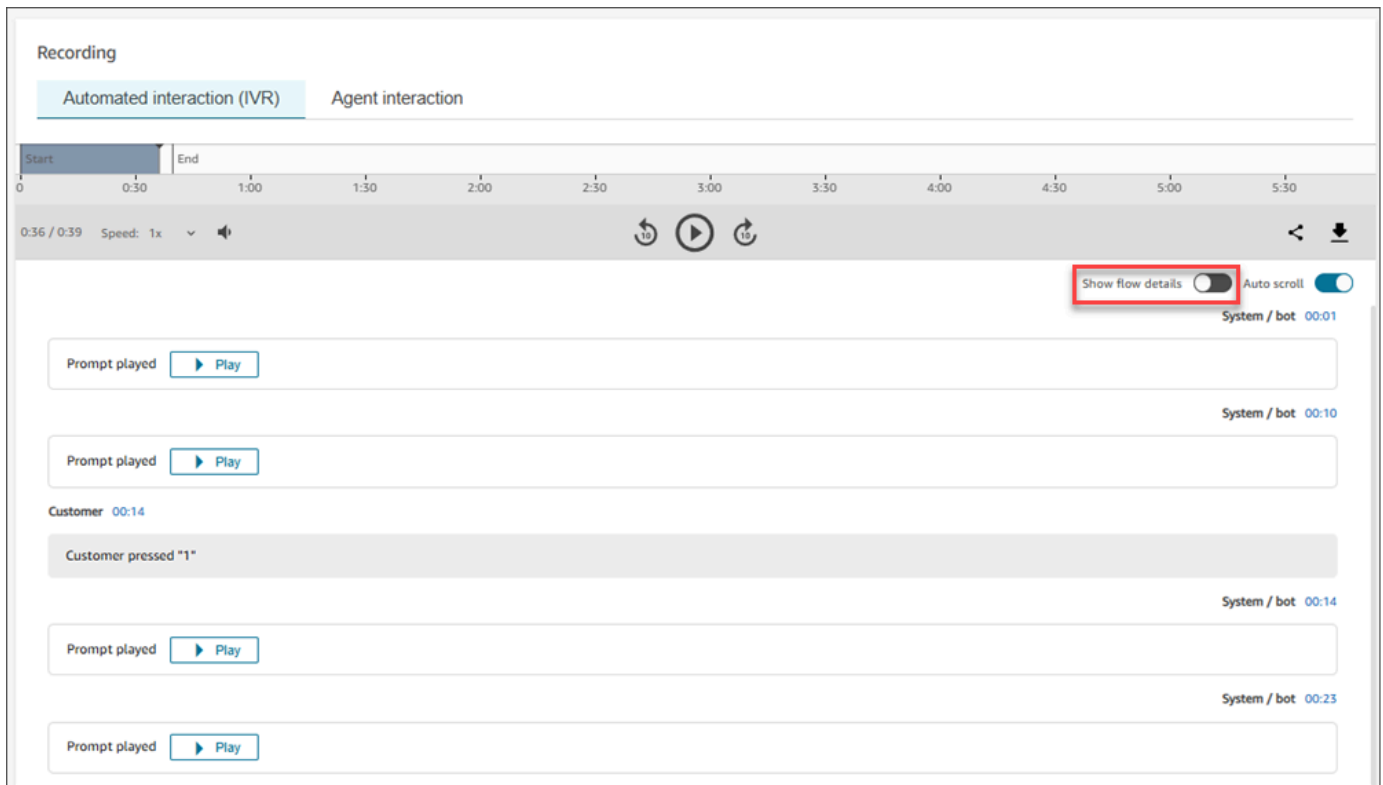 Recording
Automated interaction (IVR) Agent interaction
Start End
0 0:30 1:00 1:30 2:00 2:30 3:00 3:30 4:00 4:30 5:00 5:30
0:36 / 0:39 Speed: 1x 10 10
Show flow details Auto scroll
System / bot 00:01
Prompt played Play
System / bot 00:10
Prompt played Play
Customer 00:14
Customer pressed "1"
System / bot 00:14
Prompt played Play
System / bot 00:23
Prompt played Play